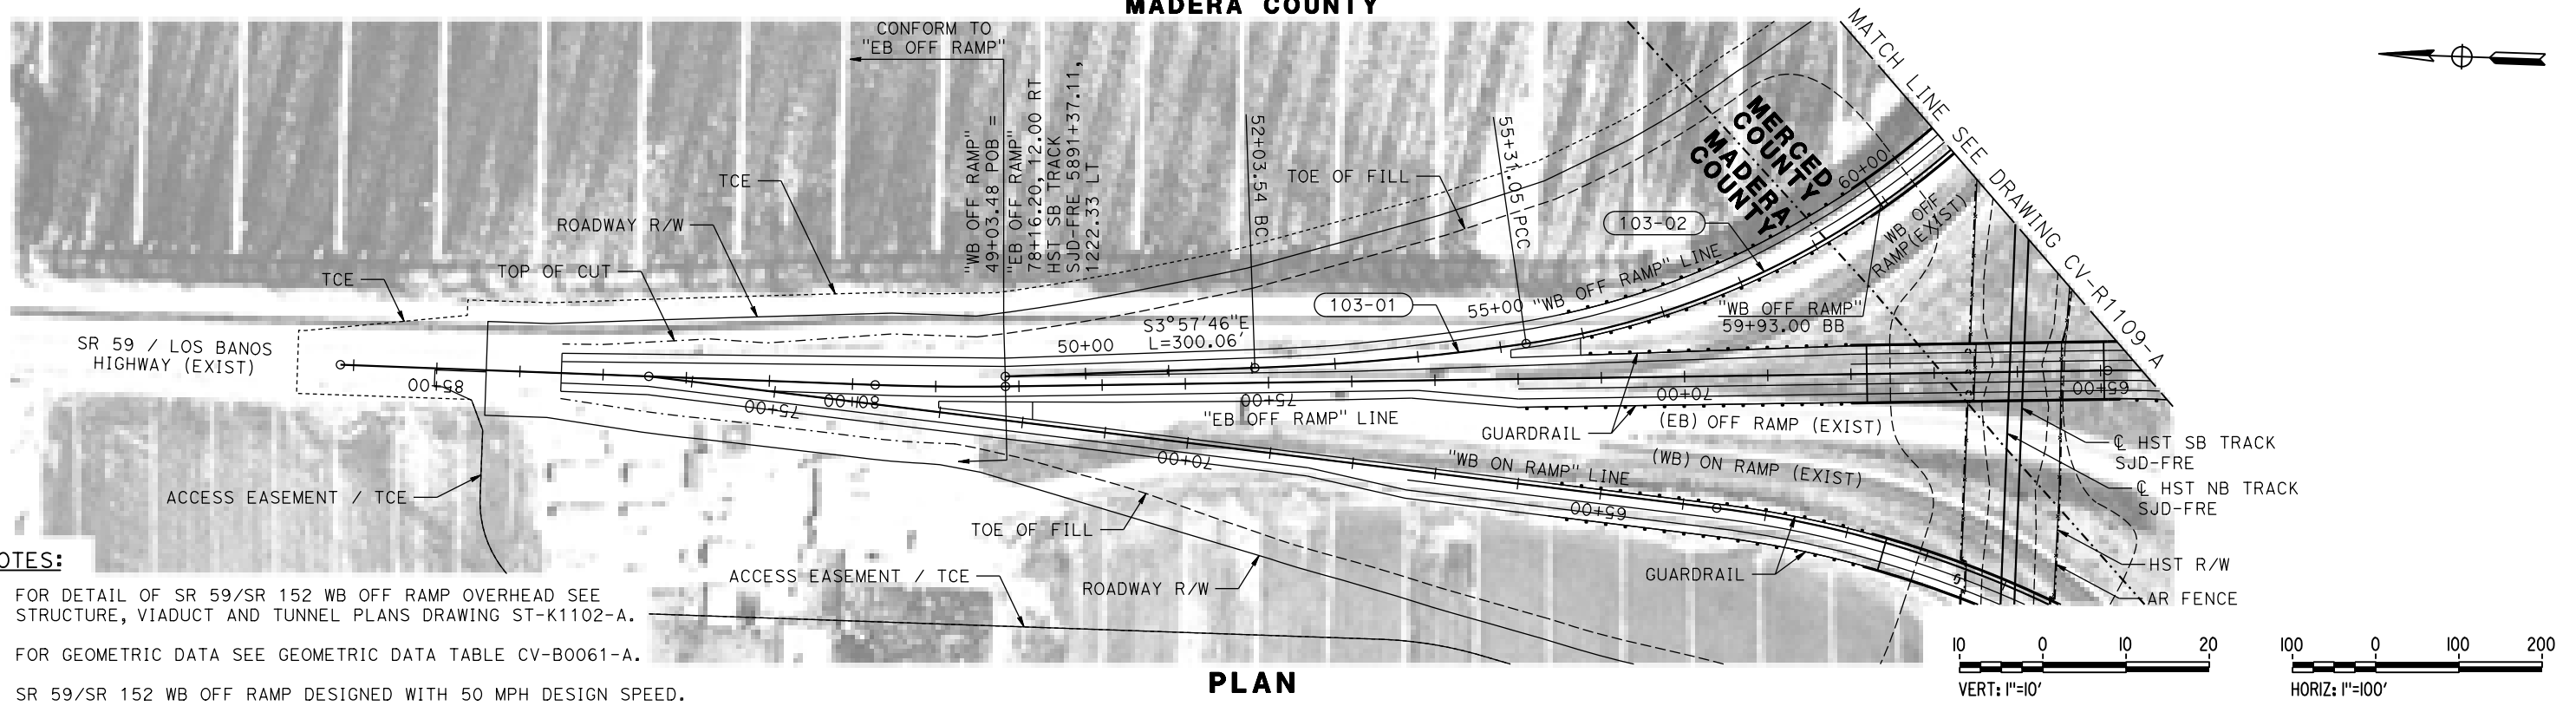 MADERA COUNTY
CONFORM TO
"EB OFF RAMP"
MATCH LINE SEE DRAWING CV-R1109-A
"WB OFF RAMP"
49+03.48 POB =
"EB OFF RAMP"
78+16.20, 12.00 RT
HST SB TRACK
SJD-FRE 5891+37.11,
1222.33 LT
52+03.54 BC
55+31.05 PCC
MERCED
COUNTY
MADERA
COUNTY
TCE
TOE OF FILL
60+00
ROADWAY R/W
103-02
WB OFF
RAMP(EXIST)
TCE
TOP OF CUT
"WB OFF RAMP" LINE
103-01
55+00
"WB OFF RAMP"
59+93.00 BB
S3°57'46"E
L=300.06'
50+00
SR 59 / LOS BANOS
HIGHWAY (EXIST)
85+00
80+00
75+00
75+00
70+00
65+00
"EB OFF RAMP" LINE
(EB) OFF RAMP (EXIST)
GUARDRAIL
℄ HST SB TRACK
SJD-FRE
70+00
"WB ON RAMP" LINE
(WB) ON RAMP (EXIST)
℄ HST NB TRACK
SJD-FRE
ACCESS EASEMENT / TCE
65+00
TOE OF FILL
HST R/W
OTES:
ACCESS EASEMENT / TCE
ROADWAY R/W
GUARDRAIL
AR FENCE
FOR DETAIL OF SR 59/SR 152 WB OFF RAMP OVERHEAD SEE
STRUCTURE, VIADUCT AND TUNNEL PLANS DRAWING ST-K1102-A.
FOR GEOMETRIC DATA SEE GEOMETRIC DATA TABLE CV-B0061-A.
SR 59/SR 152 WB OFF RAMP DESIGNED WITH 50 MPH DESIGN SPEED.
PLAN
10 0 10 20
VERT: 1"=10'
100 0 100 200
HORIZ: 1"=100'